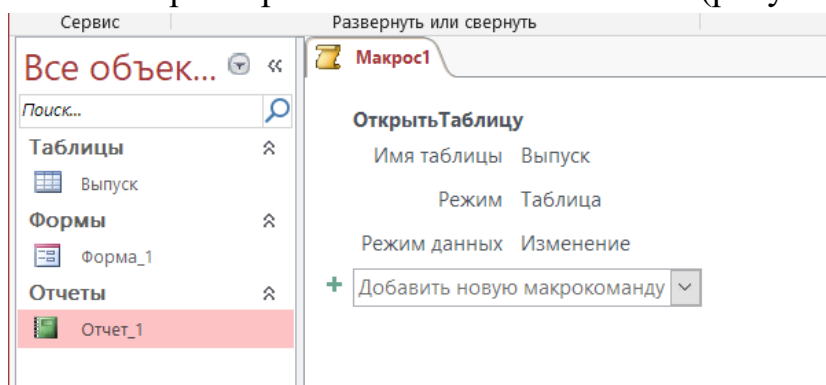 Сервис
Развернуть или свернуть
Все объек...
Поиск...
Таблицы
Выпуск
Формы
Форма_1
Отчеты
Отчет_1
Макрос1
ОткрытьТаблицу
Имя таблицы Выпуск
Режим Таблица
Режим данных Изменение
Добавить новую макрокоманду